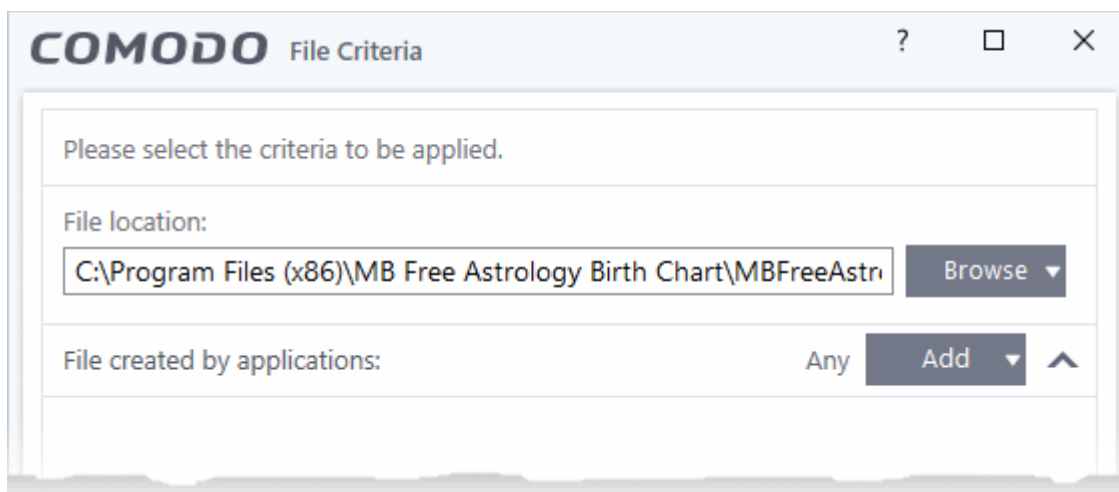 COMODO File Criteria ?
Please select the criteria to be applied.
File location:
C:\Program Files (x86)\MB Free Astrology Birth Chart\MBFreeAstr Browse
File created by applications: Any Add